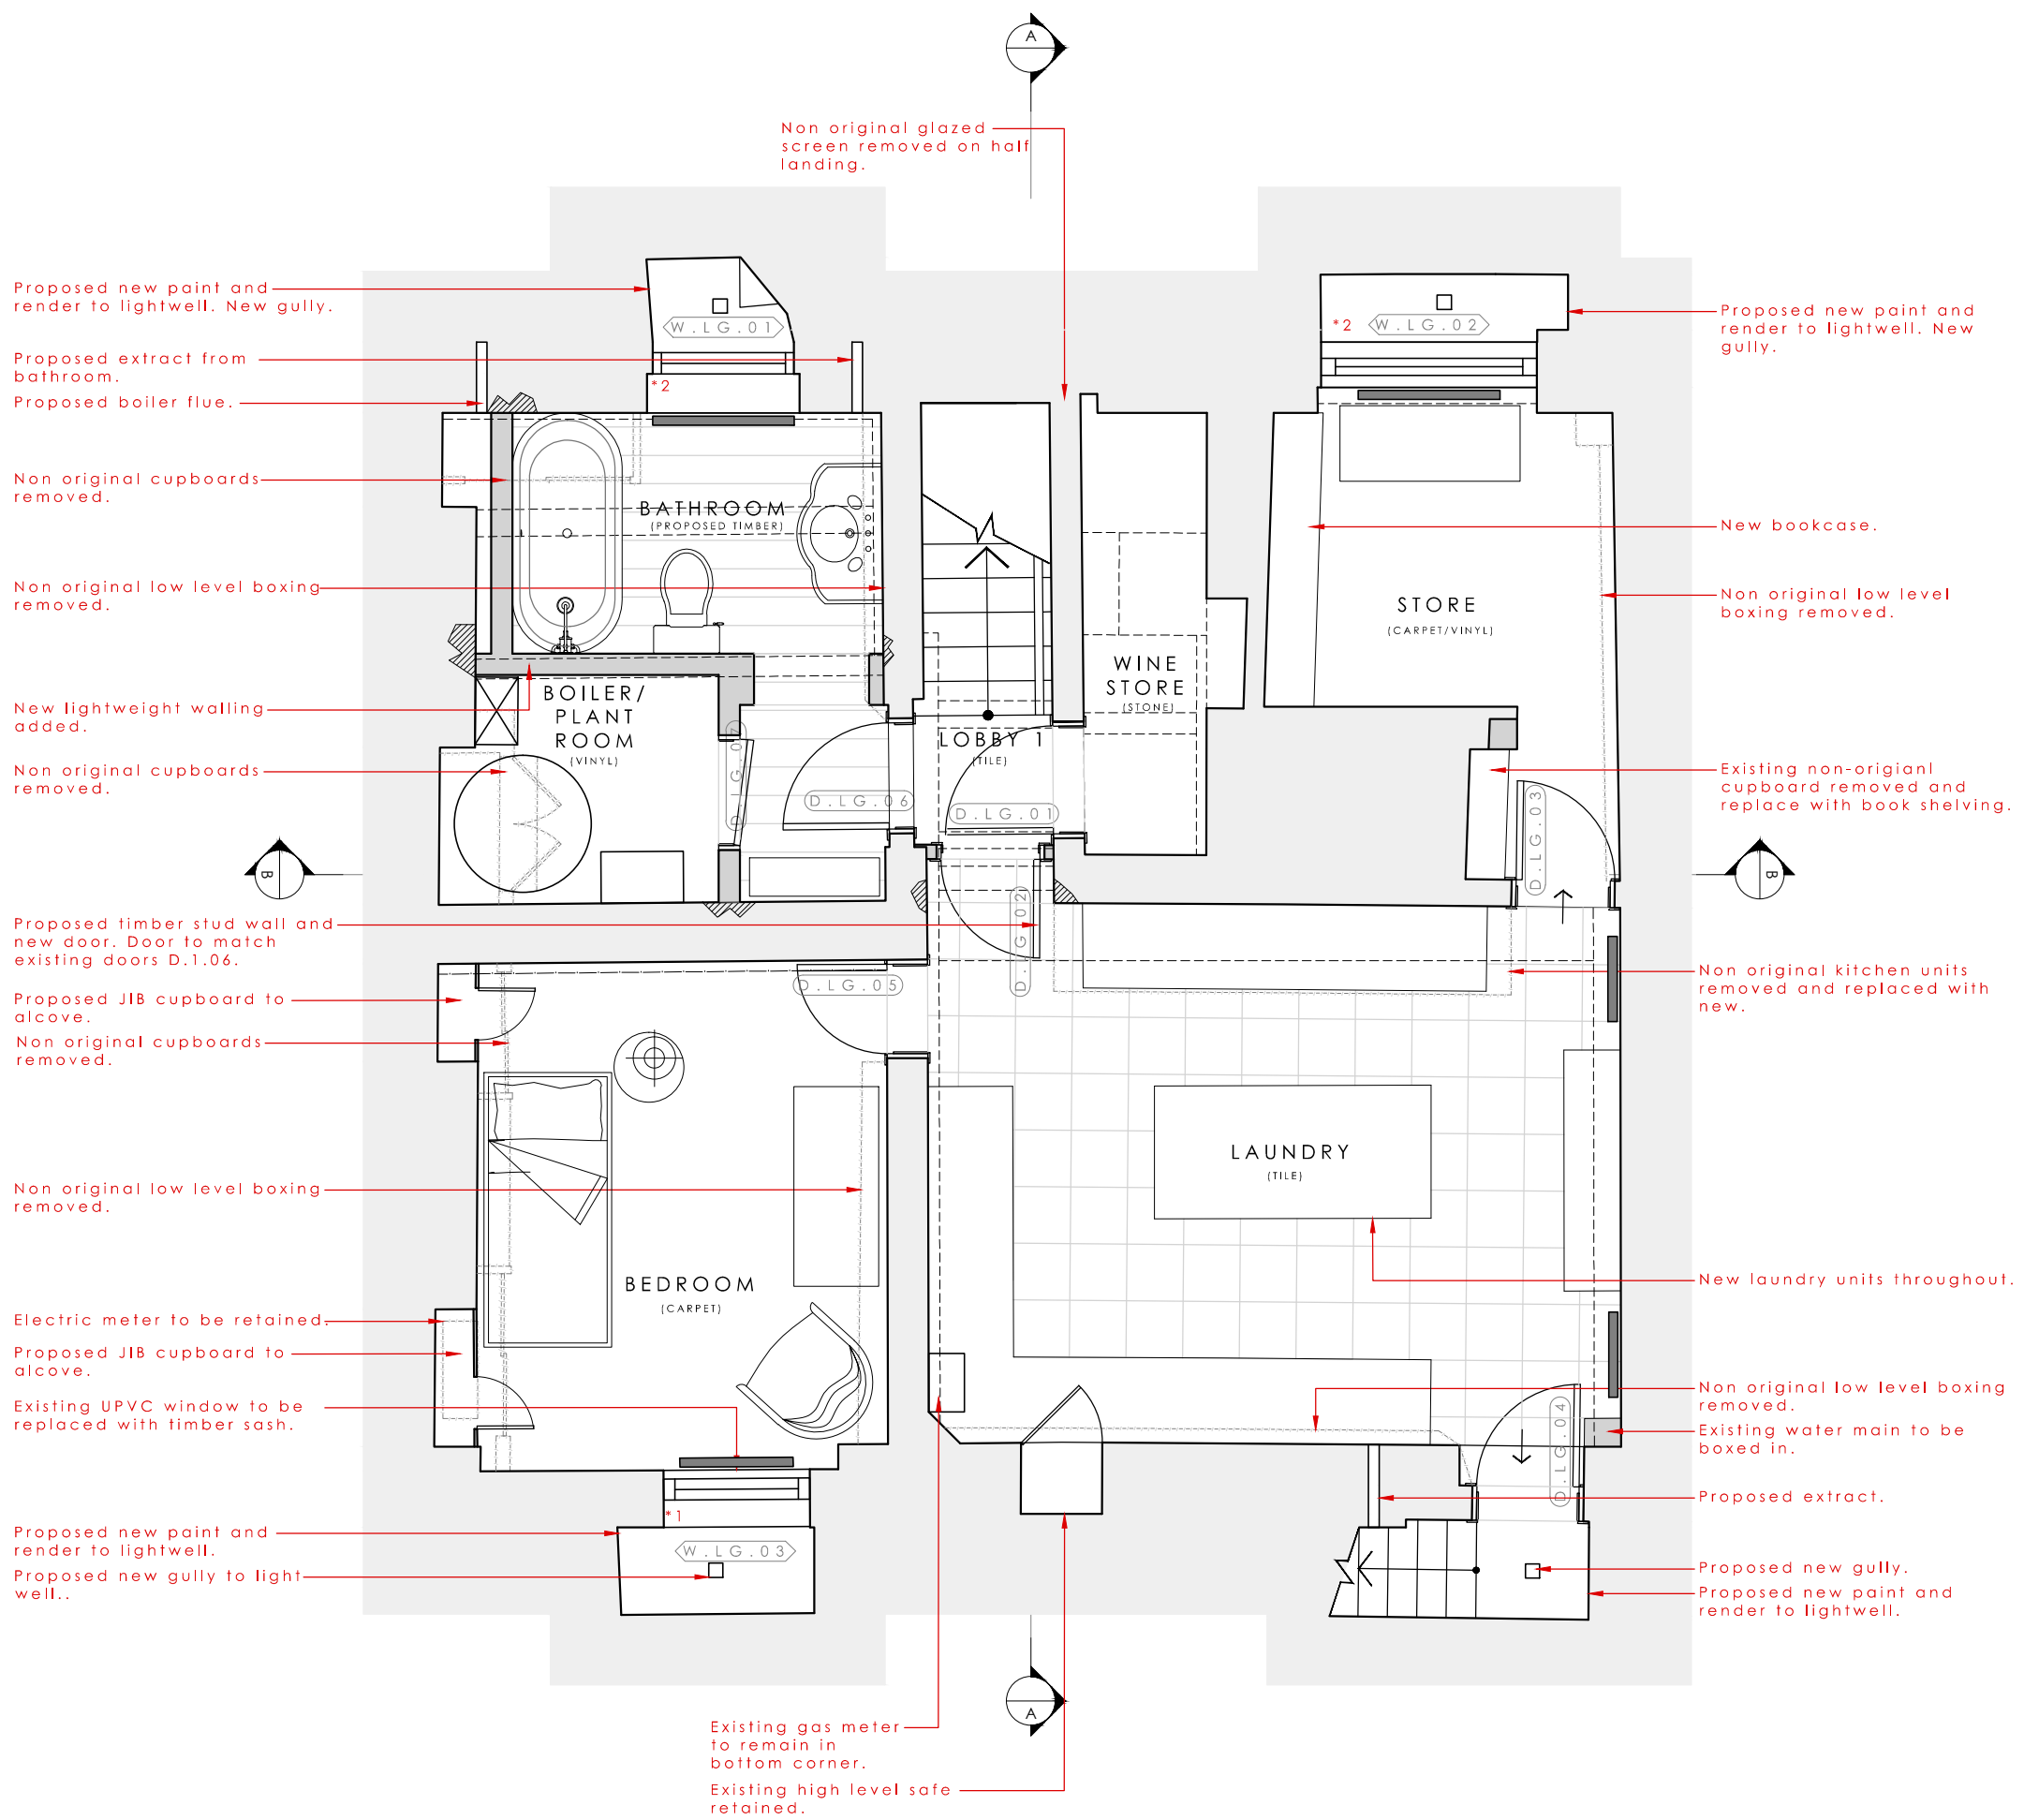 A
Non original glazed
screen removed on half
landing.
Proposed new paint and
render to lightwell. New gully.
Proposed extract from
bathroom.
Proposed boiler flue.
Non original cupboards
removed.
Non original low level boxing
removed.
New lightweight walling
added.
Non original cupboards
removed.
B
Proposed timber stud wall and
new door. Door to match
existing doors D.1.06.
Proposed JIB cupboard to
alcove.
Non original cupboards
removed.
Non original low level boxing
removed.
Electric meter to be retained.
Proposed JIB cupboard to
alcove.
Existing UPVC window to be
replaced with timber sash.
Proposed new paint and
render to lightwell.
Proposed new gully to light
well..
W.LG.01
*2
BATHROOM
(PROPOSED TIMBER)
BOILER/
PLANT
ROOM
(VINYL)
D.LG.07
D.LG.06
LOBBY 1
(TILE)
D.LG.01
D.LG.02
WINE
STORE
(STONE)
*2
W.LG.02
STORE
(CARPET/VINYL)
D.LG.03
D.LG.05
BEDROOM
(CARPET)
LAUNDRY
(TILE)
D.LG.04
*1
W.LG.03
Proposed new paint and
render to lightwell. New
gully.
New bookcase.
Non original low level
boxing removed.
Existing non-origianl
cupboard removed and
replace with book shelving.
B
Non original kitchen units
removed and replaced with
new.
New laundry units throughout.
Non original low level boxing
removed.
Existing water main to be
boxed in.
Proposed extract.
Proposed new gully.
Proposed new paint and
render to lightwell.
A
Existing gas meter
to remain in
bottom corner.
Existing high level safe
retained.